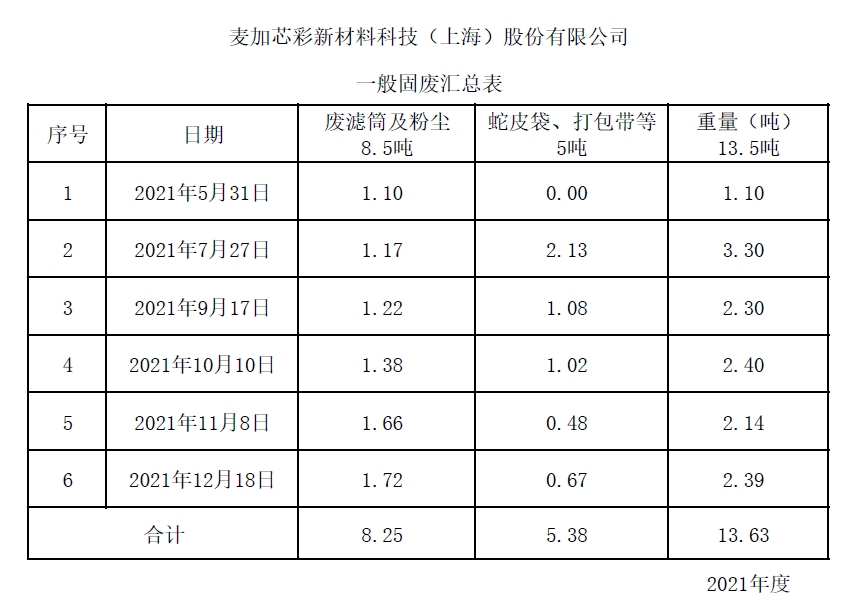 麦加芯彩新材料科技（上海）股份有限公司
一般固废汇总表
序号 日期 废滤筒及粉尘 蛇皮袋、打包带等 重量（吨）
8.5吨 5吨 13.5吨
1 2021年5月31日 1.10 0.00 1.10
2 2021年7月27日 1.17 2.13 3.30
3 2021年9月17日 1.22 1.08 2.30
4 2021年10月10日 1.38 1.02 2.40
5 2021年11月8日 1.66 0.48 2.14
6 2021年12月18日 1.72 0.67 2.39
合计 8.25 5.38 13.63
2021年度